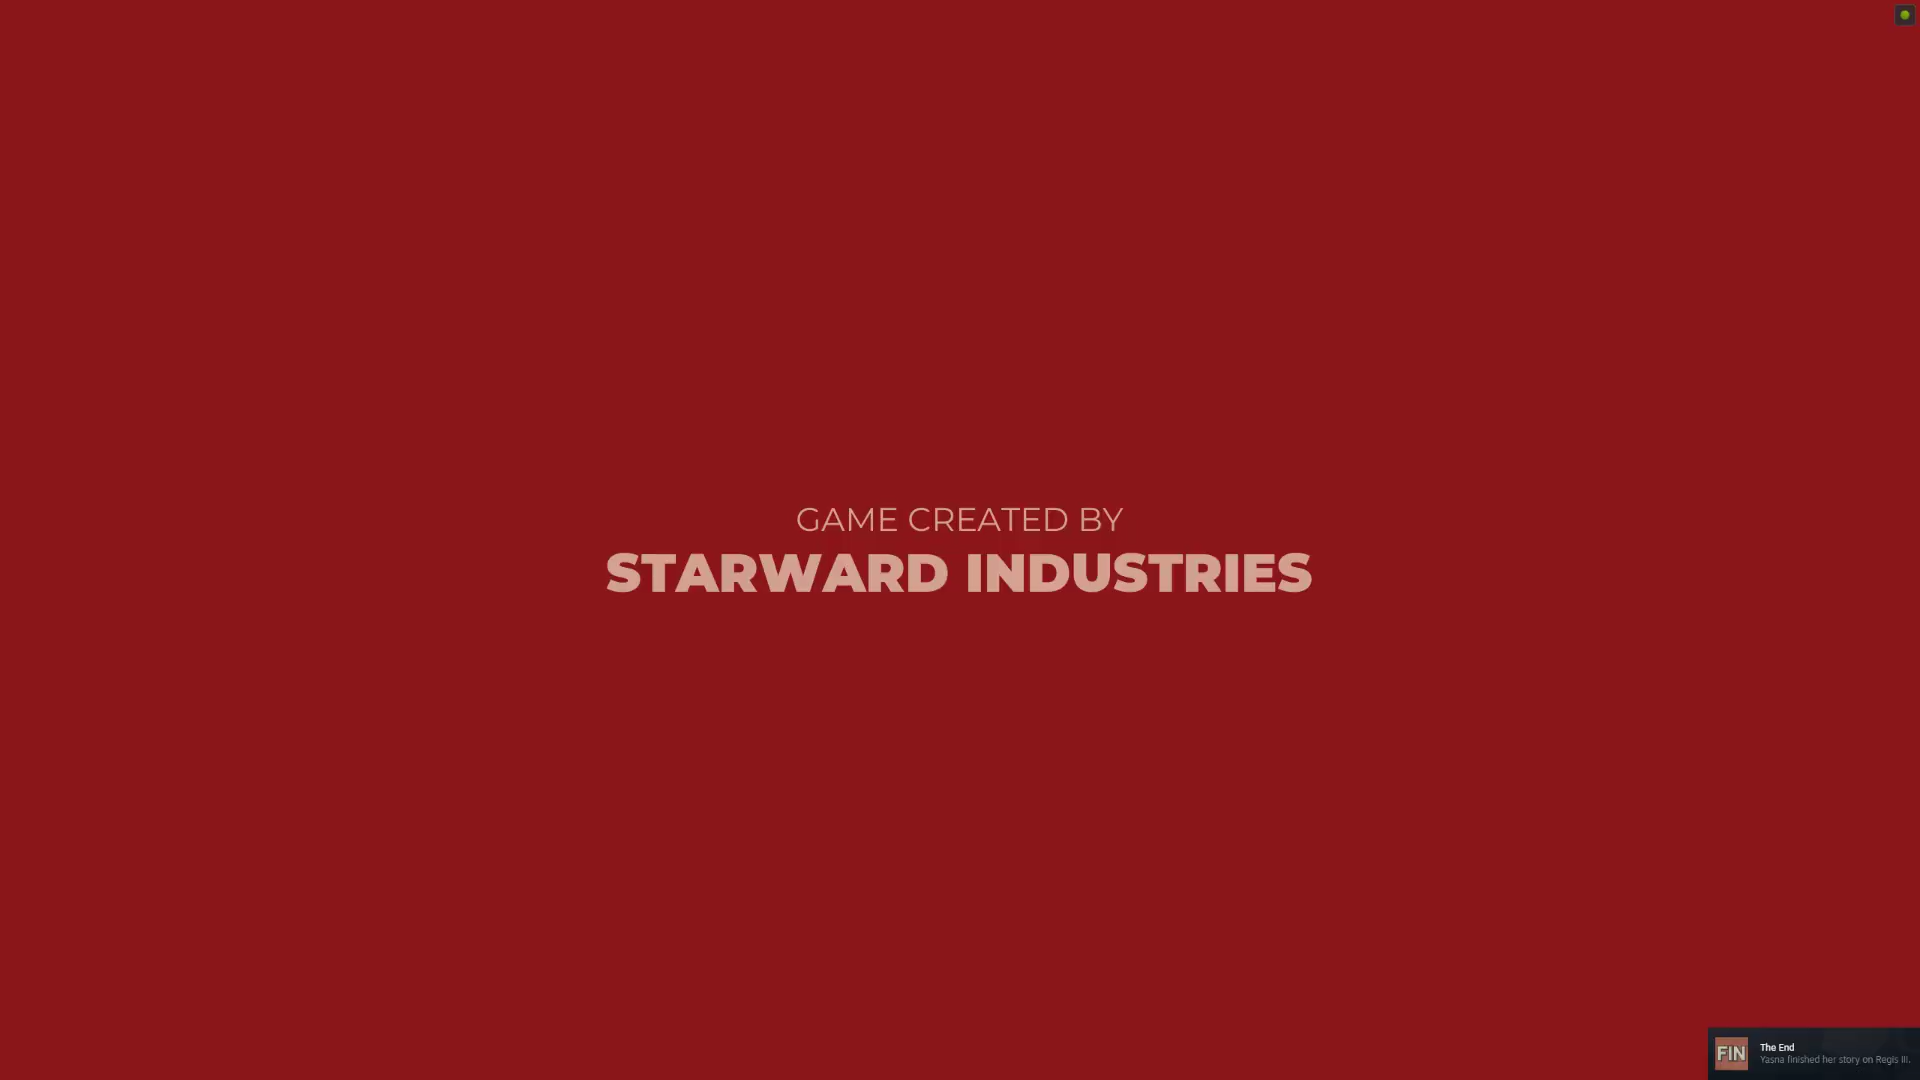 GAME CREATED BY
STARWARD INDUSTRIES
FIN
The End
Yasna finished her story on Regis III.